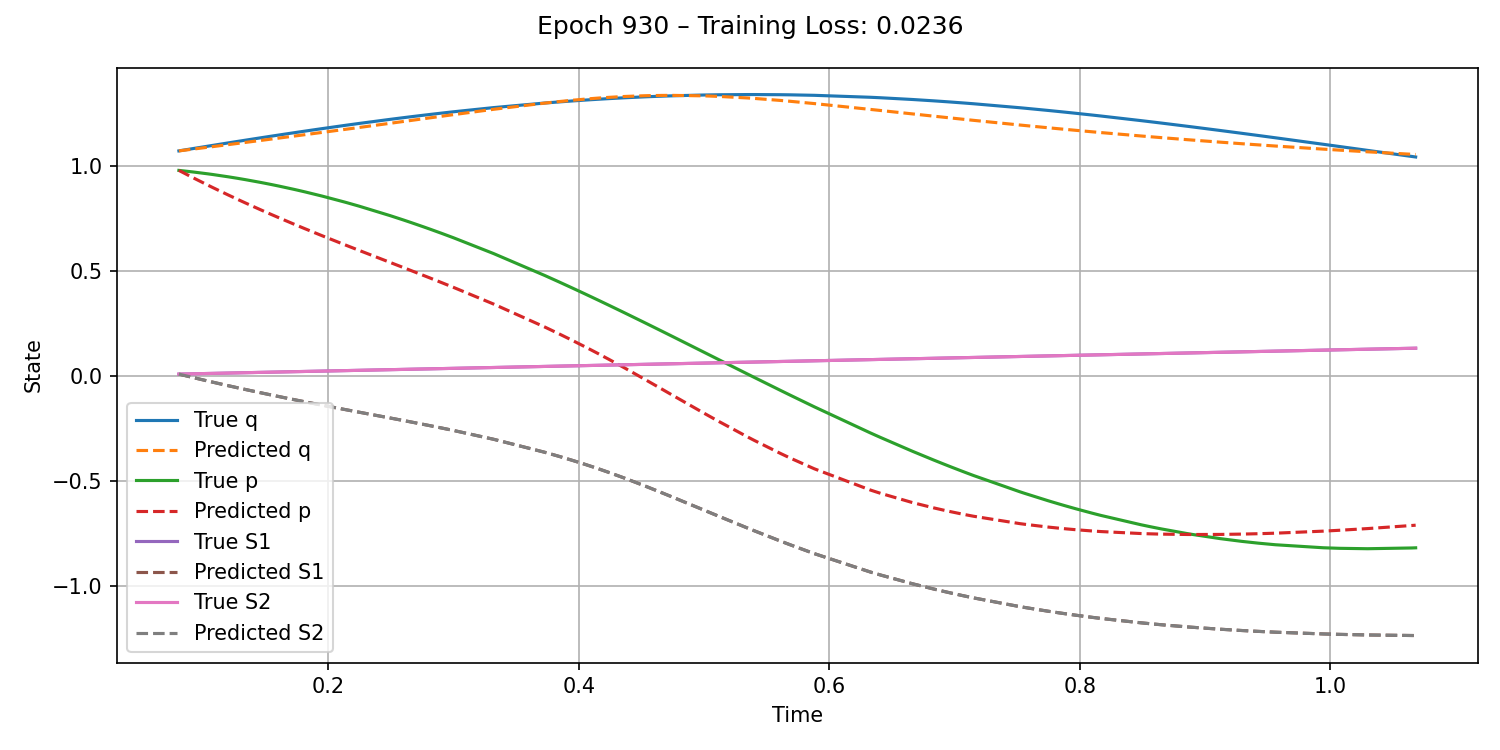 Epoch 930 – Training Loss: 0.0236
1.0
0.5
0.0
−0.5
−1.0
State
True q
Predicted q
True p
Predicted p
True S1
Predicted S1
True S2
Predicted S2
0.2
0.4
0.6
0.8
1.0
Time